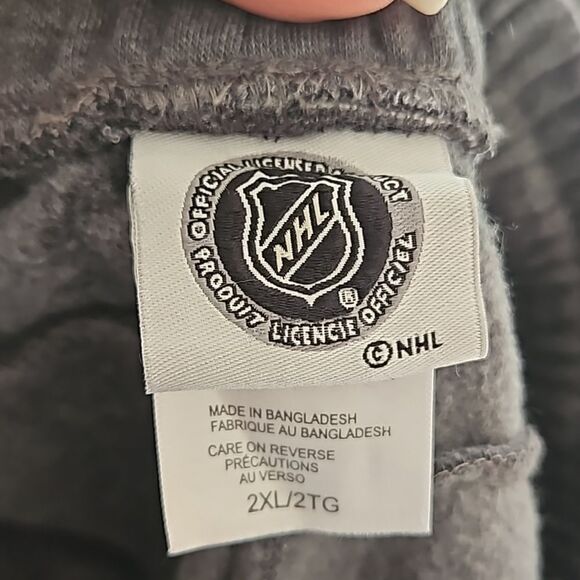 OFFICIAL LICENSED
NHL
®
PRODUIT LICENCIE OFFICIEL
© NHL
MADE IN BANGLADESH
FABRIQUE AU BANGLADESH
CARE ON REVERSE
PRÉCAUTIONS
AU VERSO
2XL/2TG